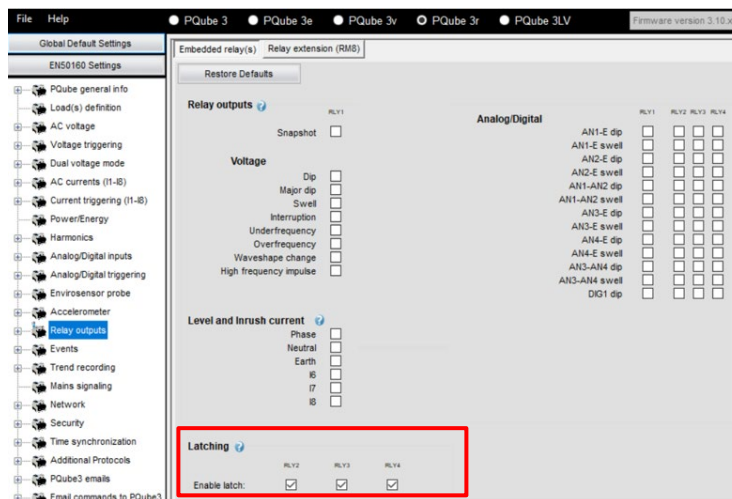 File Help
PQube 3 PQube 3e PQube 3v PQube 3r PQube 3LV Firmware version 3.10.x
Global Default Settings
EN50160 Settings
PQube general info
Load(s) definition
AC voltage
Voltage triggering
Dual voltage mode
AC currents (I1-I8)
Current triggering (I1-I8)
Power/Energy
Harmonics
Analog/Digital inputs
Analog/Digital triggering
Envirosensor probe
Accelerometer
Relay outputs
Events
Trend recording
Mains signaling
Network
Security
Time synchronization
Additional Protocols
PQube3 emails
Email commands to PQube3
Embedded relay(s) Relay extension (RM8)
Restore Defaults
Relay outputs ?
RLY1
Snapshot
Voltage
Dip
Major dip
Swell
Interruption
Underfrequency
Overfrequency
Waveshape change
High frequency impulse
Level and Inrush current ?
Phase
Neutral
Earth
I6
I7
I8
Analog/Digital
RLY1 RLY2 RLY3 RLY4
AN1-E dip
AN1-E swell
AN2-E dip
AN2-E swell
AN1-AN2 dip
AN1-AN2 swell
AN3-E dip
AN3-E swell
AN4-E dip
AN4-E swell
AN3-AN4 dip
AN3-AN4 swell
DIG1 dip
Latching ?
RLY2 RLY3 RLY4
Enable latch: